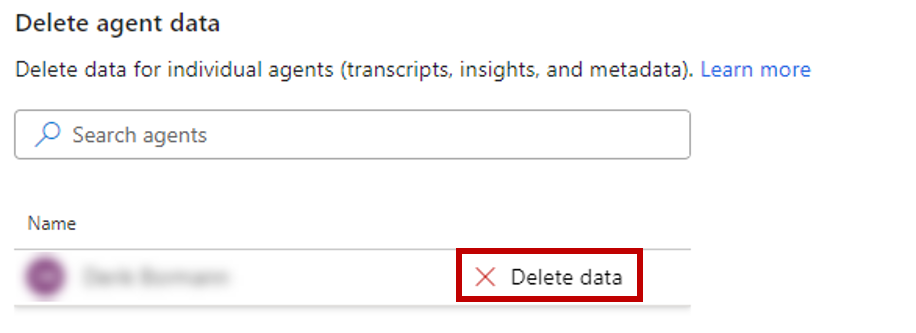 Delete agent data
Delete data for individual agents (transcripts, insights, and metadata). Learn more
Search agents
Name
Delete data